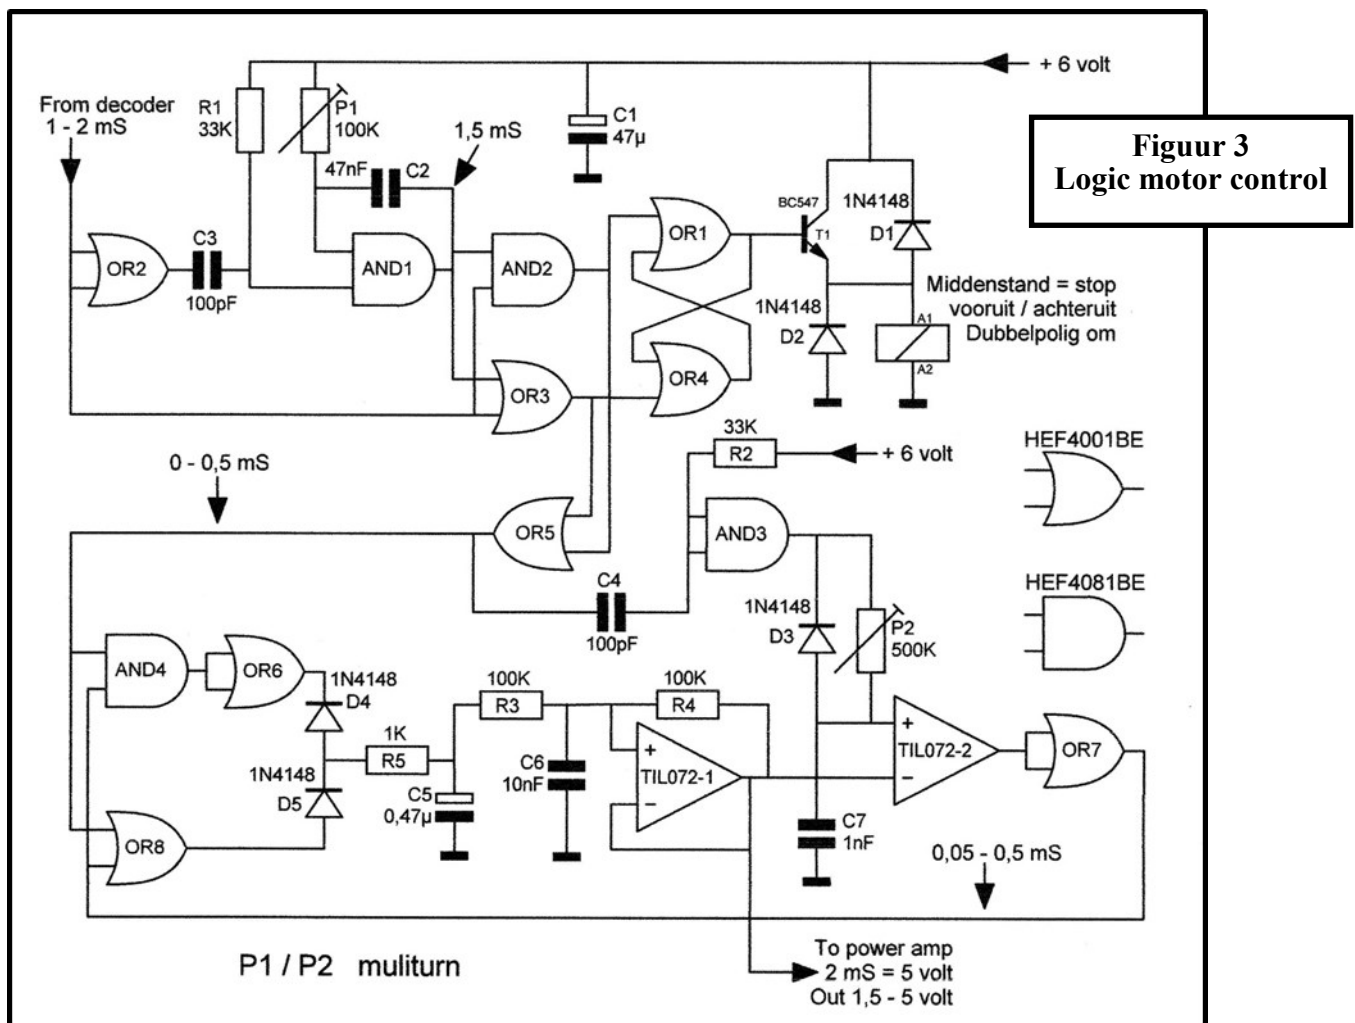 + 6 volt
From decoder
1 - 2 mS
R1
33K
P1
100K
C1
47µ
1,5 mS
Figuur 3
Logic motor control
47nF
C2
BC547
T1
1N4148
D1
OR1
OR2
C3
100pF
AND1
AND2
Middenstand = stop
vooruit / achteruit
Dubbelpolig om
1N4148
D2
A1
A2
OR3
OR4
33K
R2
+ 6 volt
HEF4001BE
0 - 0,5 mS
OR5
AND3
C4
100pF
HEF4081BE
1N4148
D3
P2
500K
AND4
OR6
1N4148
D4
100K
R3
100K
R4
1K
R5
1N4148
D5
C5
0,47µ
C6
10nF
+
TIL072-1
−
+
TIL072-2
−
OR7
OR8
C7
1nF
0,05 - 0,5 mS
P1 / P2 muliturn
To power amp
2 mS = 5 volt
Out 1,5 - 5 volt